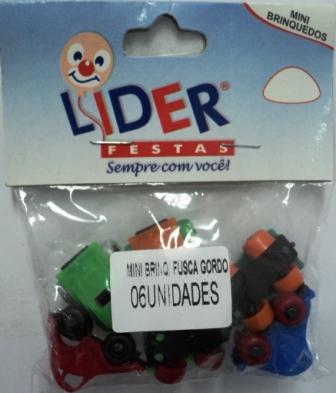 MINI
BRINQUEDOS
LIDER®
FESTAS
Sempre com você!
MINI BRINQ FUSCA GORDO
06UNIDADES